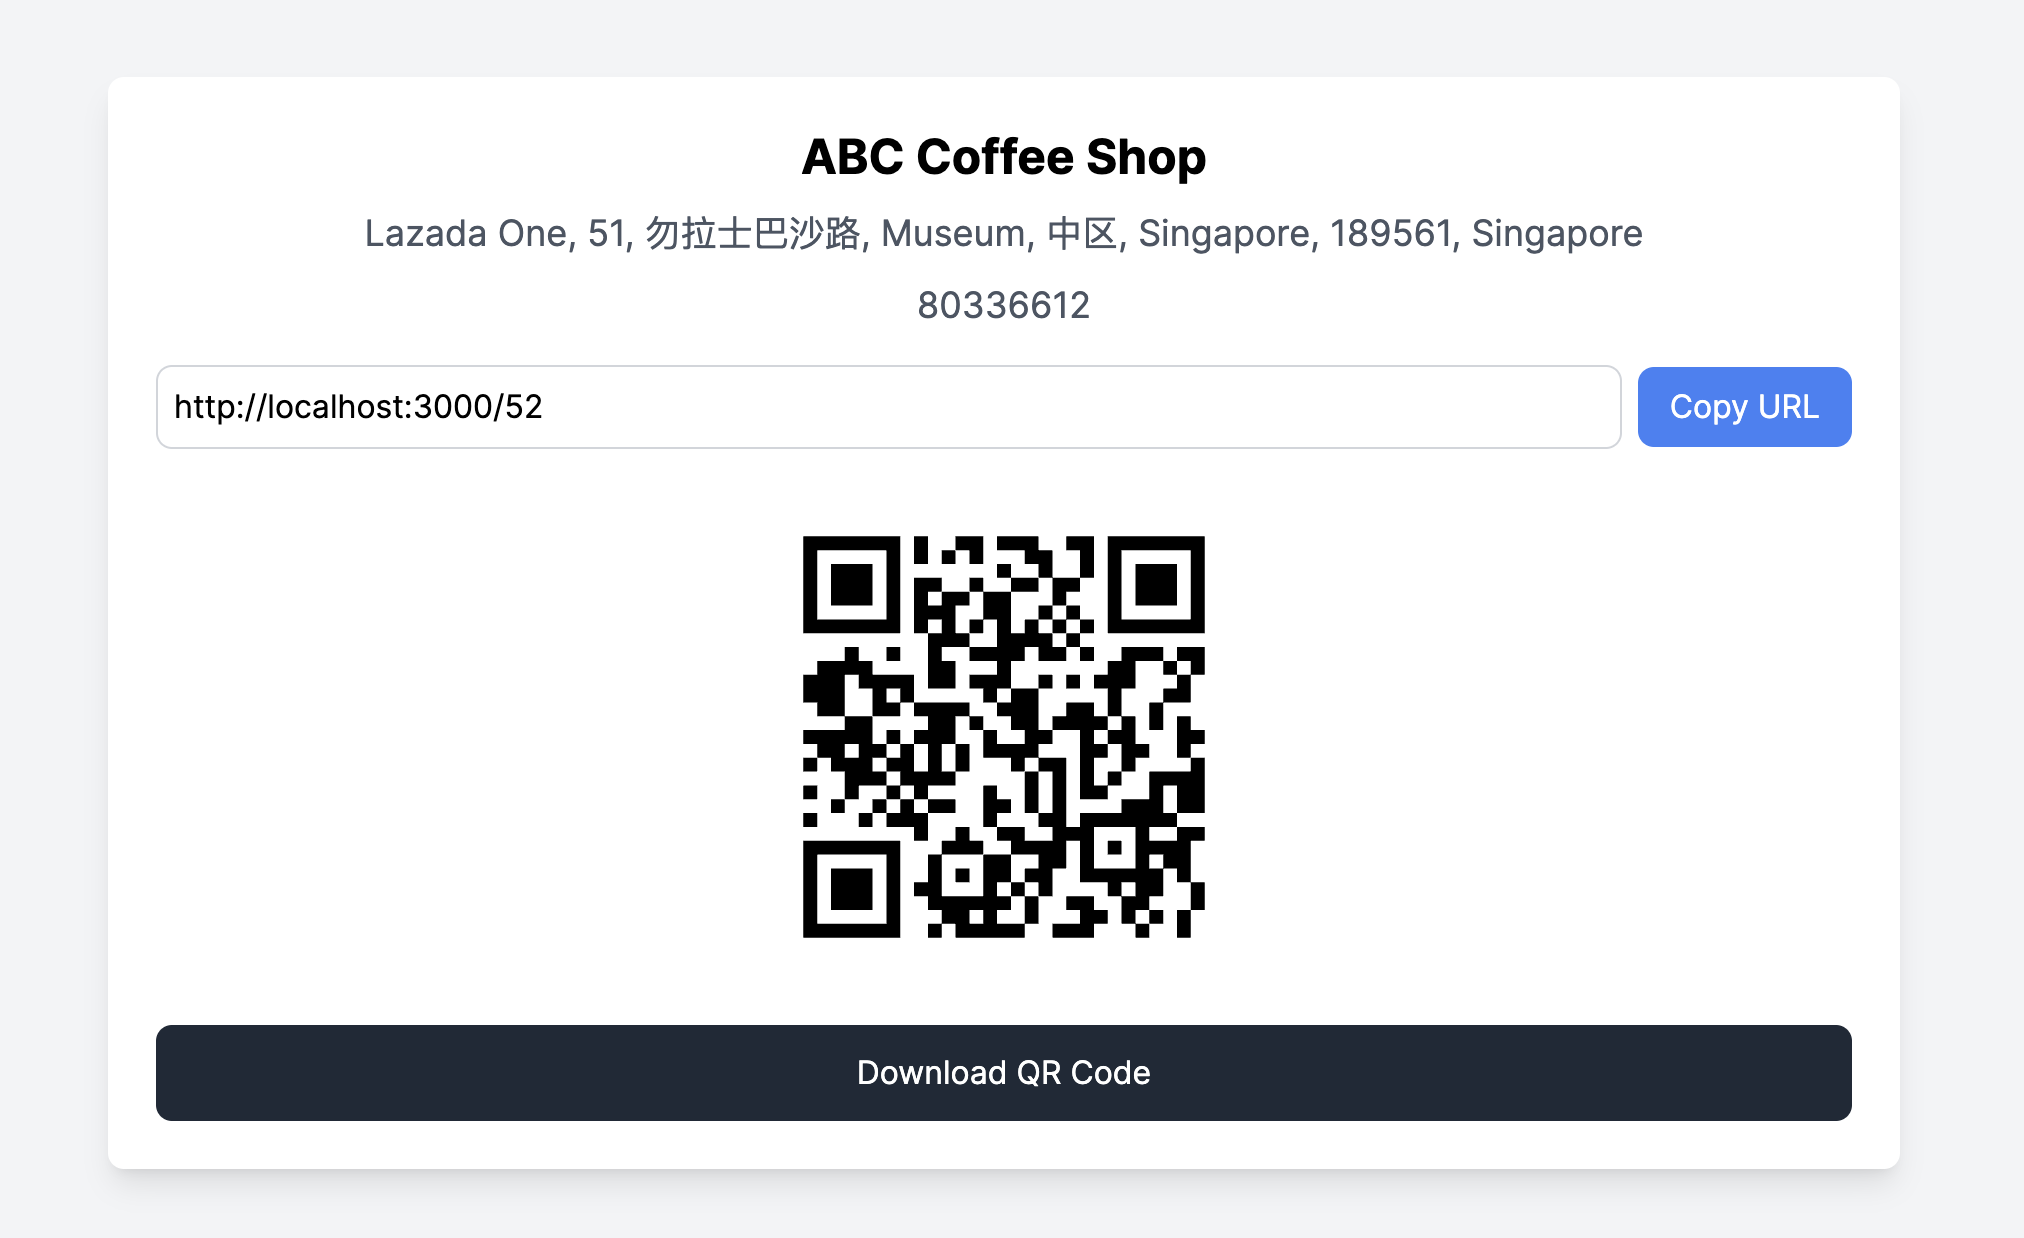 ABC Coffee Shop
Lazada One, 51, 勿拉士巴沙路, Museum, 中区, Singapore, 189561, Singapore
80336612
http://localhost:3000/52
Copy URL
Download QR Code